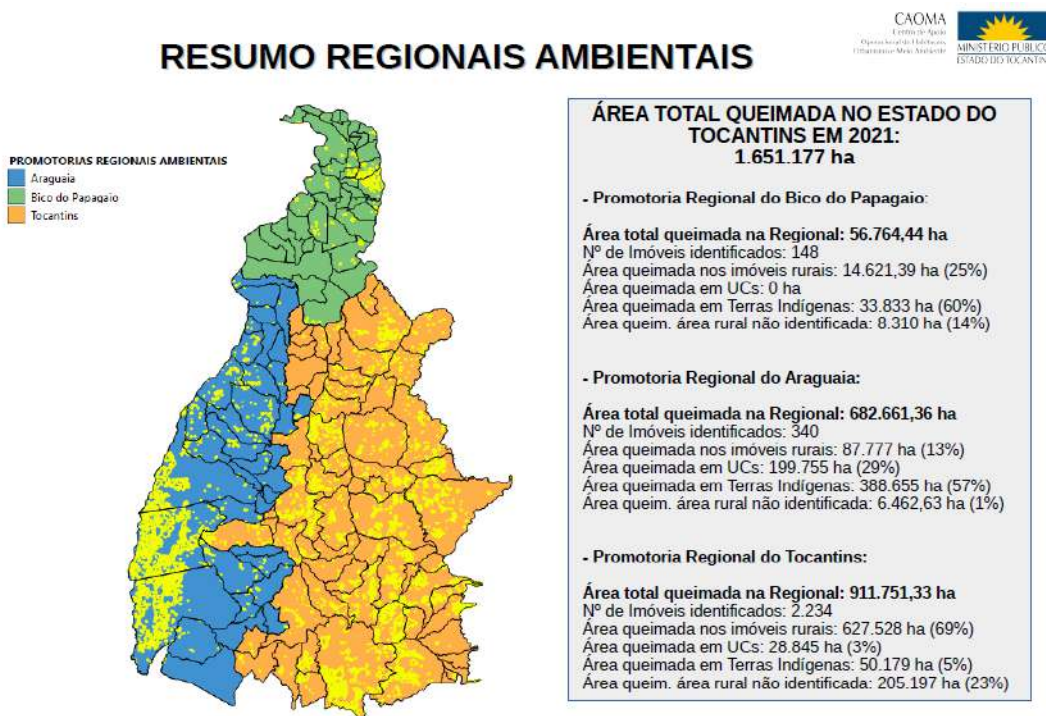 CAOMA
Centro de Apoio
Operacional de Habitação
Urbanismo e Meio Ambiente
MINISTÉRIO PÚBLICO
ESTADO DO TOCANTINS
RESUMO REGIONAIS AMBIENTAIS
PROMOTORIAS REGIONAIS AMBIENTAIS
Araguaia
Bico do Papagaio
Tocantins
ÁREA TOTAL QUEIMADA NO ESTADO DO
TOCANTINS EM 2021:
1.651.177 ha
- Promotoria Regional do Bico do Papagaio:
Área total queimada na Regional: 56.764,44 ha
Nº de Imóveis identificados: 148
Área queimada nos imóveis rurais: 14.621,39 ha (25%)
Área queimada em UCs: 0 ha
Área queimada em Terras Indígenas: 33.833 ha (60%)
Área queim. área rural não identificada: 8.310 ha (14%)
- Promotoria Regional do Araguaia:
Área total queimada na Regional: 682.661,36 ha
Nº de Imóveis identificados: 340
Área queimada nos imóveis rurais: 87.777 ha (13%)
Área queimada em UCs: 199.755 ha (29%)
Área queimada em Terras Indígenas: 388.655 ha (57%)
Área queim. área rural não identificada: 6.462,63 ha (1%)
- Promotoria Regional do Tocantins:
Área total queimada na Regional: 911.751,33 ha
Nº de Imóveis identificados: 2.234
Área queimada nos imóveis rurais: 627.528 ha (69%)
Área queimada em UCs: 28.845 ha (3%)
Área queimada em Terras Indígenas: 50.179 ha (5%)
Área queim. área rural não identificada: 205.197 ha (23%)